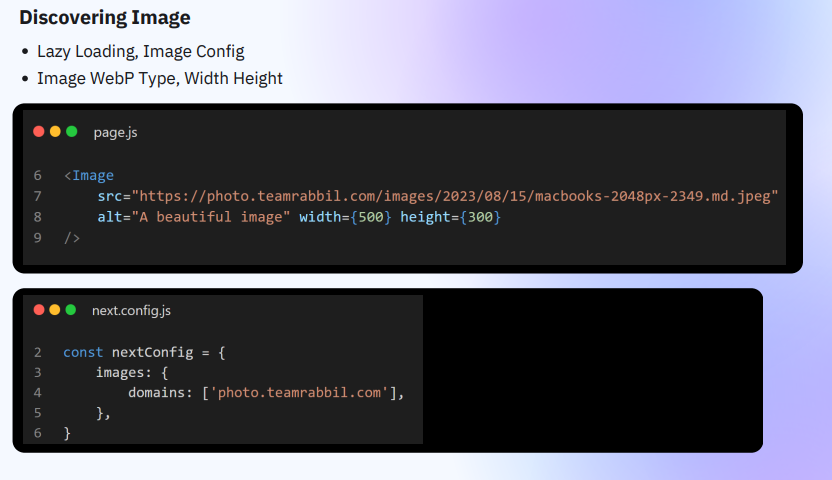 Discovering Image
• Lazy Loading, Image Config
• Image WebP Type, Width Height
page.js
6 <Image
7 src="https://photo.teamrabbil.com/images/2023/08/15/macbooks-2048px-2349.md.jpeg"
8 alt="A beautiful image" width={500} height={300}
9 />
next.config.js
2 const nextConfig = {
3 images: {
4 domains: ['photo.teamrabbil.com'],
5 },
6 }